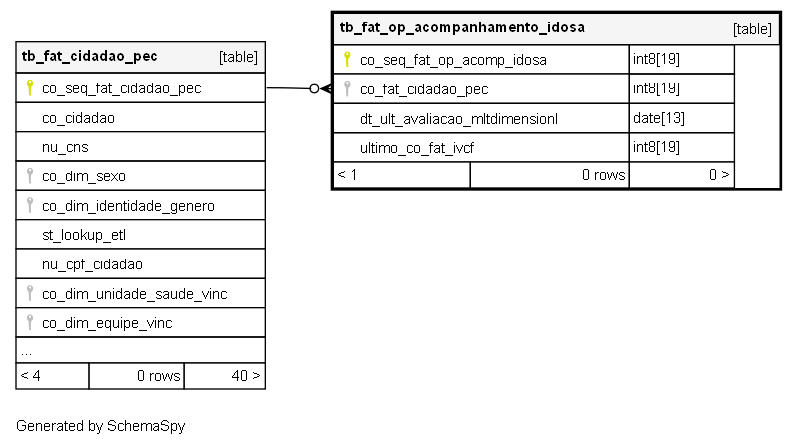 tb_fat_cidadao_pec [table]
co_seq_fat_cidadao_pec
co_cidadao
nu_cns
co_dim_sexo
co_dim_identidade_genero
st_lookup_etl
nu_cpf_cidadao
co_dim_unidade_saude_vinc
co_dim_equipe_vinc
...
< 4 0 rows 40 >
tb_fat_op_acompanhamento_idosa [table]
co_seq_fat_op_acomp_idosa int8[19]
co_fat_cidadao_pec int8[19]
dt_ult_avaliacao_mltdimensionl date[13]
ultimo_co_fat_ivcf int8[19]
< 1 0 rows 0 >
Generated by SchemaSpy